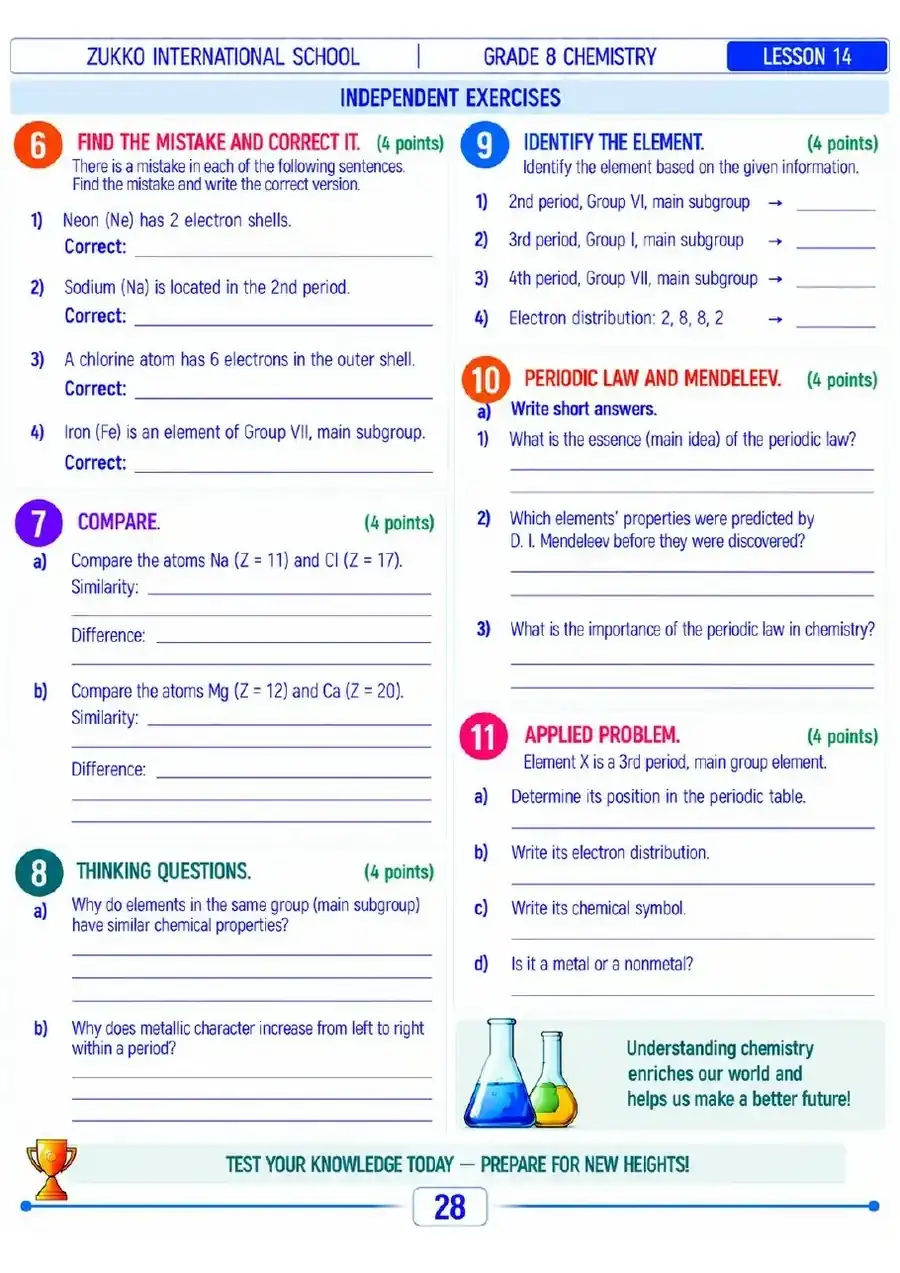 ZUKKO INTERNATIONAL SCHOOL | GRADE 8 CHEMISTRY LESSON 14
INDEPENDENT EXERCISES
6 FIND THE MISTAKE AND CORRECT IT. (4 points)
There is a mistake in each of the following sentences.
Find the mistake and write the correct version.
1) Neon (Ne) has 2 electron shells.
Correct:
2) Sodium (Na) is located in the 2nd period.
Correct:
3) A chlorine atom has 6 electrons in the outer shell.
Correct:
4) Iron (Fe) is an element of Group VII, main subgroup.
Correct:
7 COMPARE. (4 points)
a) Compare the atoms Na (Z = 11) and Cl (Z = 17).
Similarity:
Difference:
b) Compare the atoms Mg (Z = 12) and Ca (Z = 20).
Similarity:
Difference:
8 THINKING QUESTIONS. (4 points)
a) Why do elements in the same group (main subgroup)
have similar chemical properties?
b) Why does metallic character increase from left to right
within a period?
9 IDENTIFY THE ELEMENT. (4 points)
Identify the element based on the given information.
1) 2nd period, Group VI, main subgroup →
2) 3rd period, Group I, main subgroup →
3) 4th period, Group VII, main subgroup →
4) Electron distribution: 2, 8, 8, 2 →
10 PERIODIC LAW AND MENDELEEV. (4 points)
a) Write short answers.
1) What is the essence (main idea) of the periodic law?
2) Which elements' properties were predicted by
D. I. Mendeleev before they were discovered?
3) What is the importance of the periodic law in chemistry?
11 APPLIED PROBLEM. (4 points)
Element X is a 3rd period, main group element.
a) Determine its position in the periodic table.
b) Write its electron distribution.
c) Write its chemical symbol.
d) Is it a metal or a nonmetal?
Understanding chemistry
enriches our world and
helps us make a better future!
TEST YOUR KNOWLEDGE TODAY — PREPARE FOR NEW HEIGHTS!
28